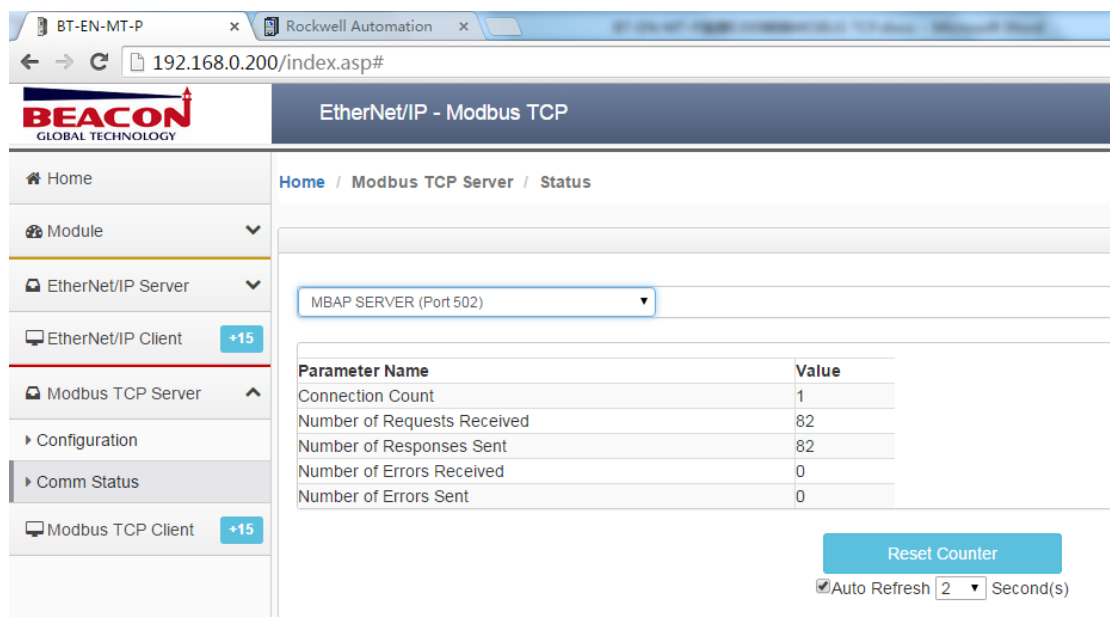 BT-EN-MT-P
Rockwell Automation
192.168.0.200/index.asp#
BEACON
GLOBAL TECHNOLOGY
EtherNet/IP - Modbus TCP
Home
Module
EtherNet/IP Server
EtherNet/IP Client +15
Modbus TCP Server
Configuration
Comm Status
Modbus TCP Client +15
Home / Modbus TCP Server / Status
MBAP SERVER (Port 502)
Parameter Name Value
Connection Count 1
Number of Requests Received 82
Number of Responses Sent 82
Number of Errors Received 0
Number of Errors Sent 0
Reset Counter
Auto Refresh 2 Second(s)